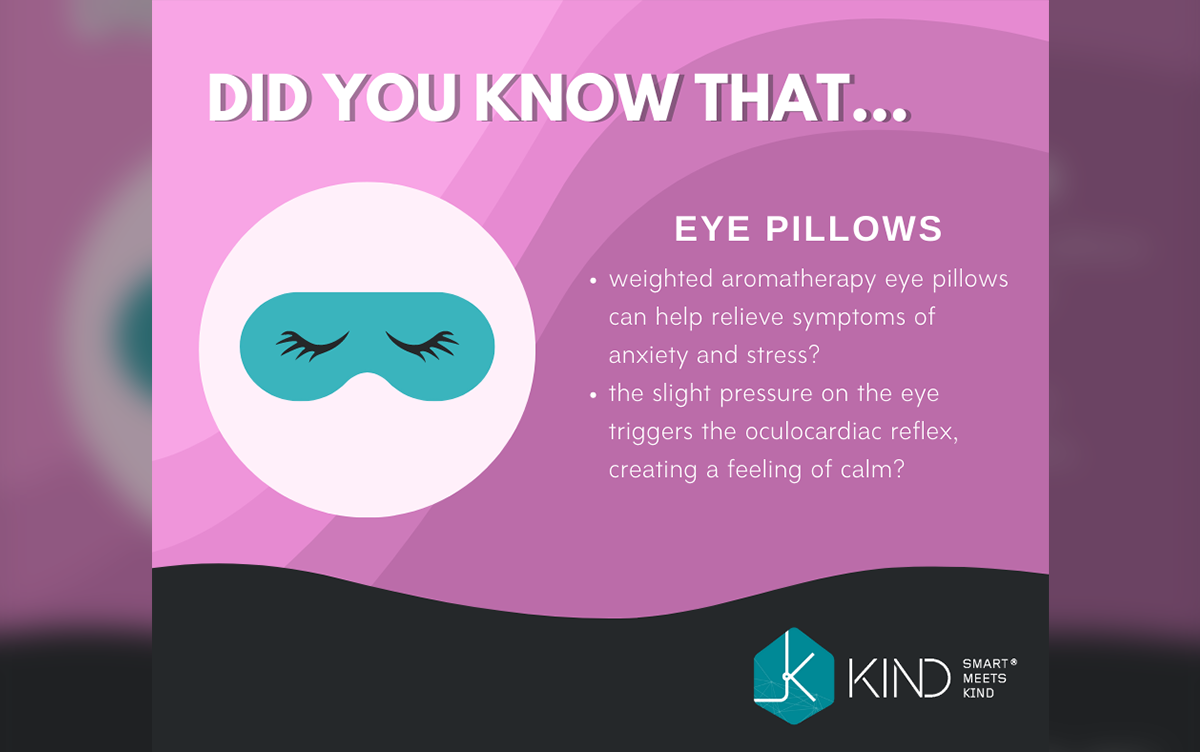 DID YOU KNOW THAT...
EYE PILLOWS
• weighted aromatherapy eye pillows
can help relieve symptoms of
anxiety and stress?
• the slight pressure on the eye
triggers the oculocardiac reflex,
creating a feeling of calm?
KIND
SMART®
MEETS
KIND